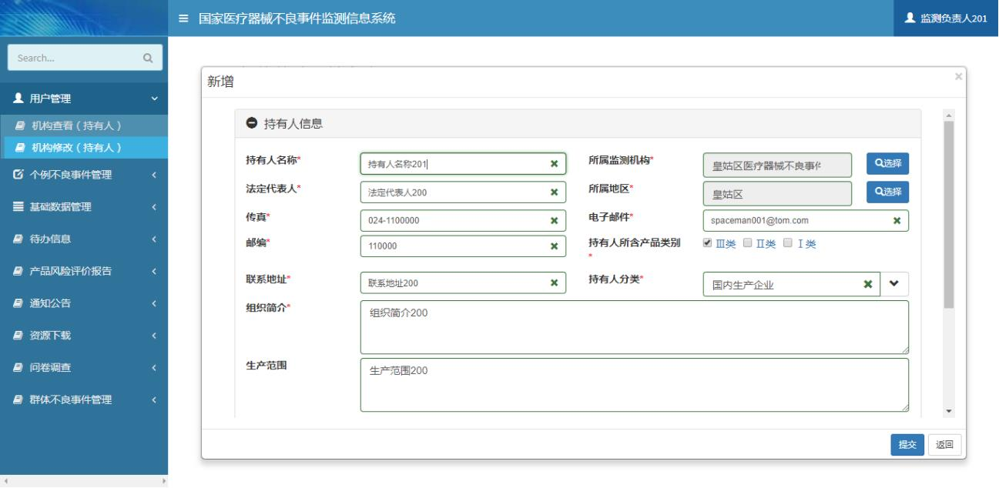 国家医疗器械不良事件监测信息系统
监测负责人201
Search...
用户管理
机构查看（持有人）
机构修改（持有人）
个例不良事件管理
基础数据管理
待办信息
产品风险评价报告
通知公告
资源下载
问卷调查
群体不良事件管理
新增
持有人信息
持有人名称* 持有人名称201 所属监测机构* 皇姑区医疗器械不良事 选择
法定代表人* 法定代表人200 所属地区* 皇姑区 选择
传真* 024-1100000 电子邮件* spaceman001@tom.com
邮编* 110000 持有人所含产品类别* III类 II类 I 类
联系地址* 联系地址200 持有人分类* 国内生产企业
组织简介* 组织简介200
生产范围 生产范围200
提交 返回